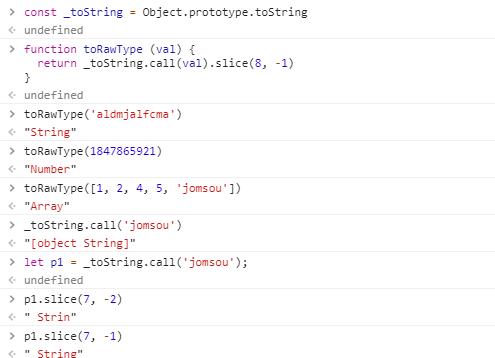 > const _toString = Object.prototype.toString
< undefined
> function toRawType (val) {
return _toString.call(val).slice(8, -1)
}
< undefined
> toRawType('aldmjalfcma')
< "String"
> toRawType(1847865921)
< "Number"
> toRawType([1, 2, 4, 5, 'jomsou'])
< "Array"
> _toString.call('jomsou')
< "[object String]"
> let p1 = _toString.call('jomsou');
< undefined
> p1.slice(7, -2)
< " Strin"
> p1.slice(7, -1)
< " String"